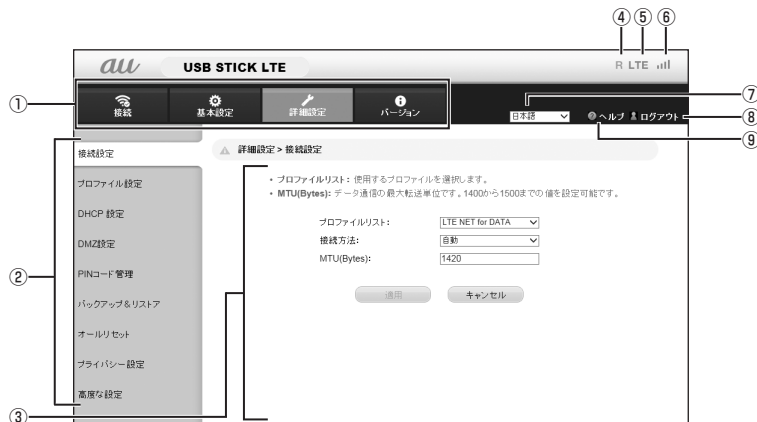 ④ ⑤ ⑥
au USB STICK LTE R LTE
① 接続 基本設定 詳細設定 バージョン 日本語 ⑦
ヘルプ ログアウト ⑧
⑨
②
接続設定
プロファイル設定
DHCP 設定
DMZ設定
PINコード管理
バックアップ&リストア
オールリセット
プライバシー設定
高度な設定
③
詳細設定 > 接続設定
・プロファイルリスト: 使用するプロファイルを選択します。
・MTU(Bytes): データ通信の最大転送単位です。1400から1500までの値を設定可能です。
プロファイルリスト: LTE NET for DATA
接続方法: 自動
MTU(Bytes): 1420
適用 キャンセル